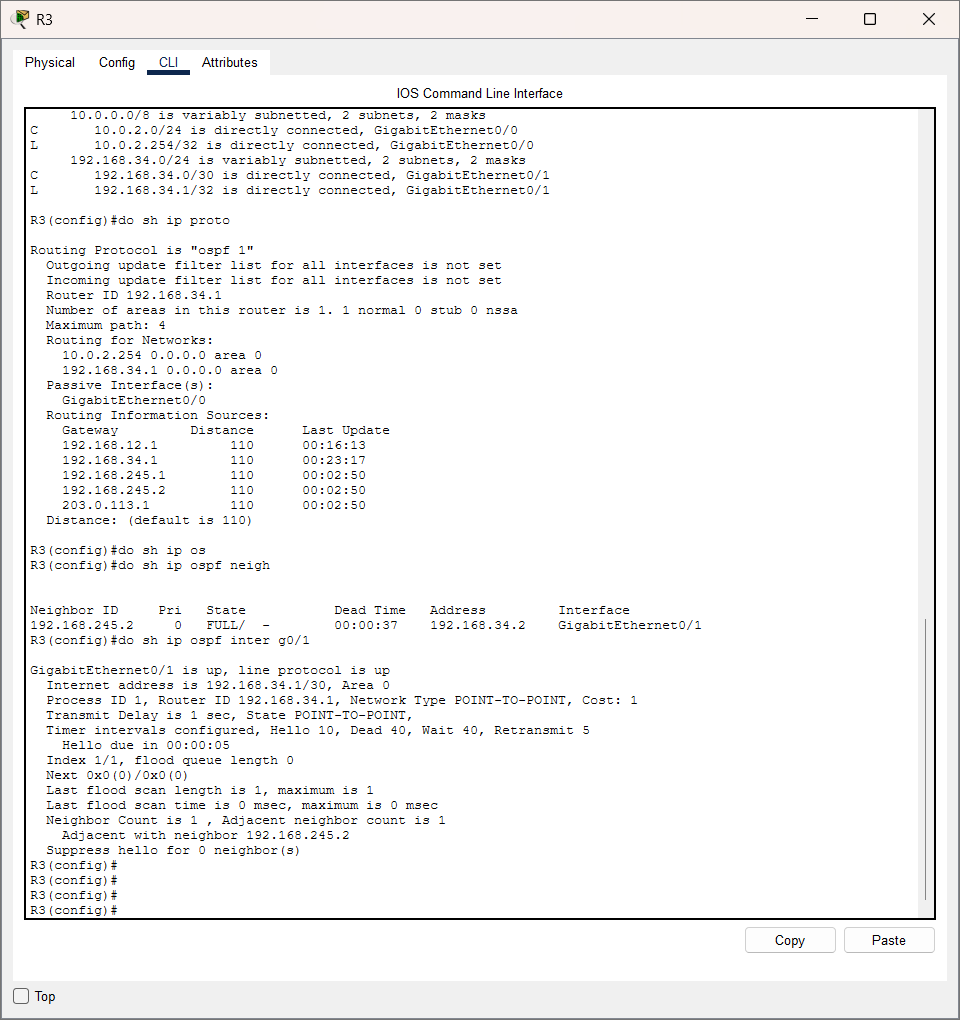 R3
Physical Config CLI Attributes
IOS Command Line Interface
10.0.0.0/8 is variably subnetted, 2 subnets, 2 masks
C 10.0.2.0/24 is directly connected, GigabitEthernet0/0
L 10.0.2.254/32 is directly connected, GigabitEthernet0/0
192.168.34.0/24 is variably subnetted, 2 subnets, 2 masks
C 192.168.34.0/30 is directly connected, GigabitEthernet0/1
L 192.168.34.1/32 is directly connected, GigabitEthernet0/1
R3(config)#do sh ip proto
Routing Protocol is "ospf 1"
Outgoing update filter list for all interfaces is not set
Incoming update filter list for all interfaces is not set
Router ID 192.168.34.1
Number of areas in this router is 1. 1 normal 0 stub 0 nssa
Maximum path: 4
Routing for Networks:
10.0.2.254 0.0.0.0 area 0
192.168.34.1 0.0.0.0 area 0
Passive Interface(s):
GigabitEthernet0/0
Routing Information Sources:
Gateway Distance Last Update
192.168.12.1 110 00:16:13
192.168.34.1 110 00:23:17
192.168.245.1 110 00:02:50
192.168.245.2 110 00:02:50
203.0.113.1 110 00:02:50
Distance: (default is 110)
R3(config)#do sh ip os
R3(config)#do sh ip ospf neigh
Neighbor ID Pri State Dead Time Address Interface
192.168.245.2 0 FULL/ - 00:00:37 192.168.34.2 GigabitEthernet0/1
R3(config)#do sh ip ospf inter g0/1
GigabitEthernet0/1 is up, line protocol is up
Internet address is 192.168.34.1/30, Area 0
Process ID 1, Router ID 192.168.34.1, Network Type POINT-TO-POINT, Cost: 1
Transmit Delay is 1 sec, State POINT-TO-POINT,
Timer intervals configured, Hello 10, Dead 40, Wait 40, Retransmit 5
Hello due in 00:00:05
Index 1/1, flood queue length 0
Next 0x0(0)/0x0(0)
Last flood scan length is 1, maximum is 1
Last flood scan time is 0 msec, maximum is 0 msec
Neighbor Count is 1 , Adjacent neighbor count is 1
Adjacent with neighbor 192.168.245.2
Suppress hello for 0 neighbor(s)
R3(config)#
R3(config)#
R3(config)#
R3(config)#
Copy Paste
Top